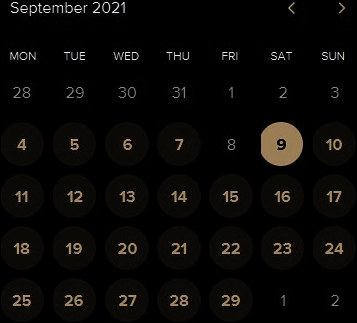 September 2021
MON TUE WED THU FRI SAT SUN
28 29 30 31 1 2 3
4 5 6 7 8 9 10
11 12 13 14 15 16 17
18 19 20 21 22 23 24
25 26 27 28 29 1 2